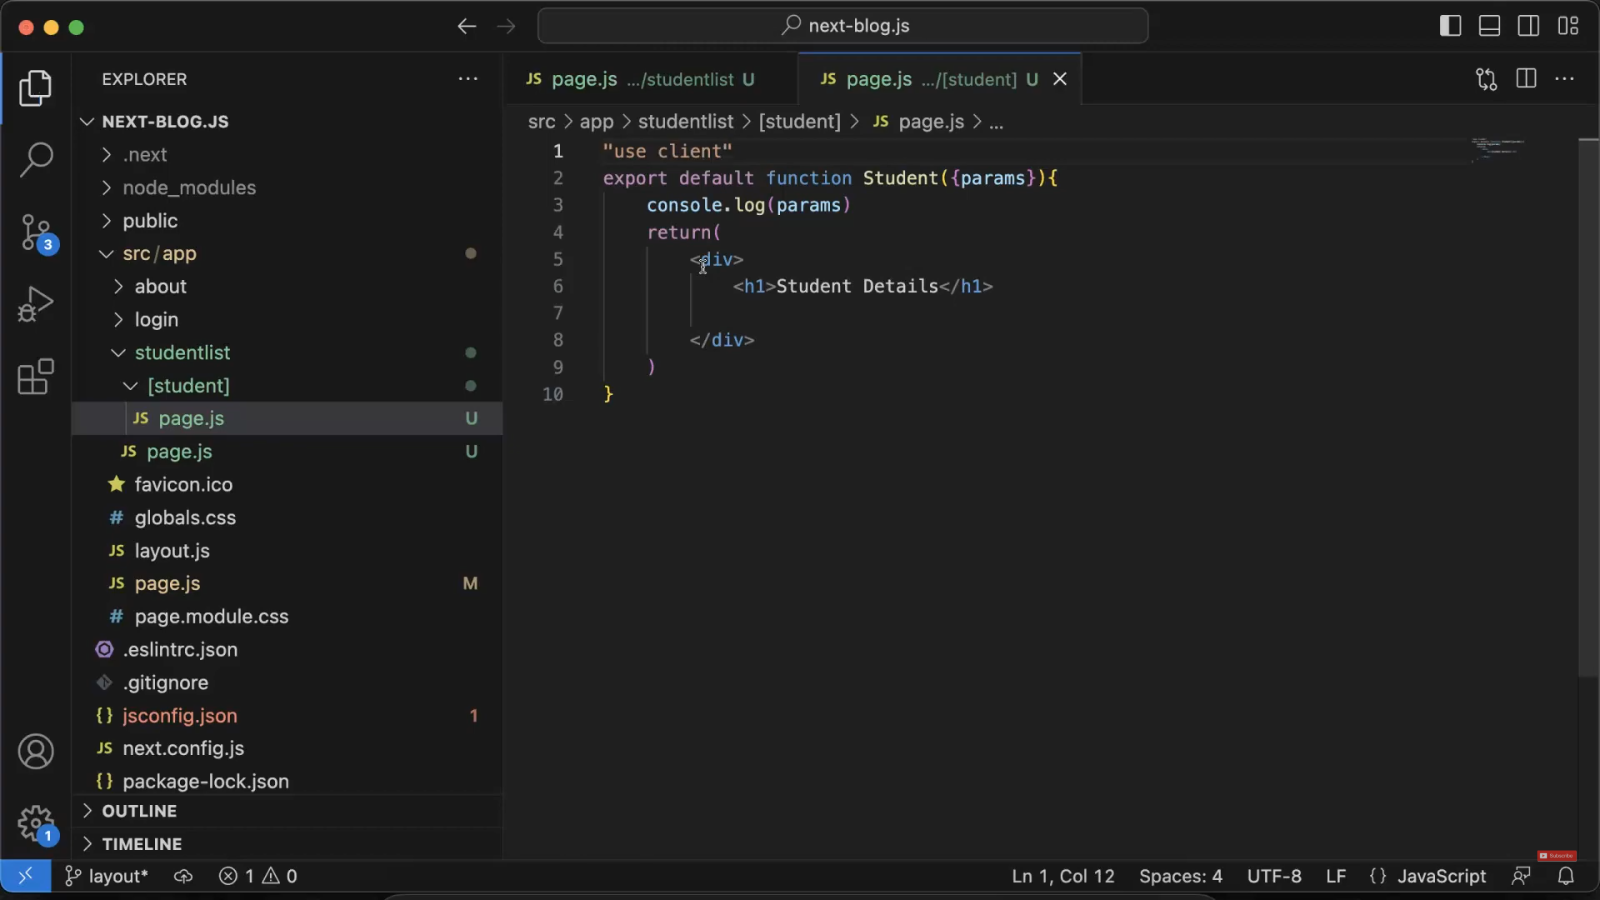 next-blog.js
EXPLORER
page.js .../studentlist U
page.js .../[student] U
NEXT-BLOG.JS
src > app > studentlist > [student] > JS page.js > ...
.next
node_modules
public
src/app
about
login
studentlist
[student]
JS page.js U
JS page.js U
favicon.ico
# globals.css
JS layout.js
JS page.js M
# page.module.css
.eslintrc.json
.gitignore
{} jsconfig.json 1
JS next.config.js
{} package-lock.json
OUTLINE
TIMELINE
3
1
1 "use client"
2 export default function Student({params}){
3 console.log(params)
4 return(
5 <div>
6 <h1>Student Details</h1>
7
8 </div>
9 )
10 }
Subscribe
layout* 1 0 Ln 1, Col 12 Spaces: 4 UTF-8 LF {} JavaScript